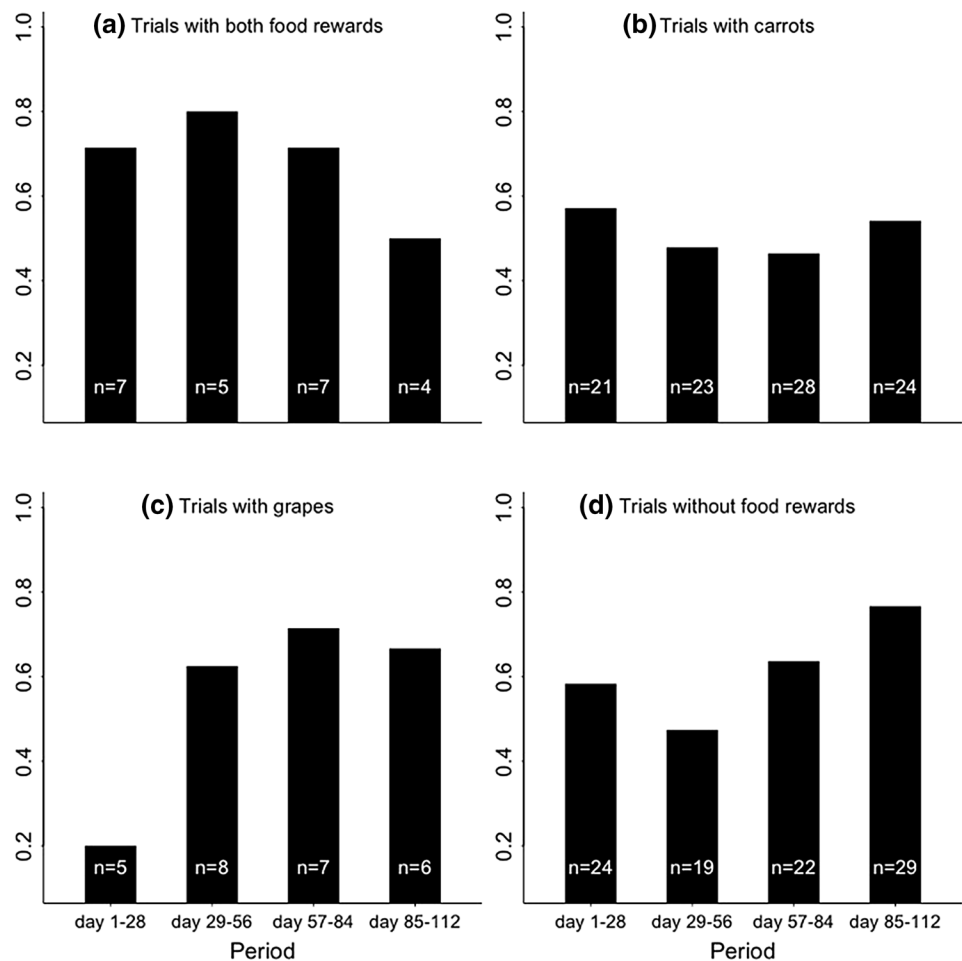 (a) Trials with both food rewards
1.0
0.8
0.6
0.4
0.2
n=7 n=5 n=7 n=4
(b) Trials with carrots
1.0
0.8
0.6
0.4
0.2
n=21 n=23 n=28 n=24
(c) Trials with grapes
1.0
0.8
0.6
0.4
0.2
n=5 n=8 n=7 n=6
day 1-28 day 29-56 day 57-84 day 85-112
Period
(d) Trials without food rewards
1.0
0.8
0.6
0.4
0.2
n=24 n=19 n=22 n=29
day 1-28 day 29-56 day 57-84 day 85-112
Period